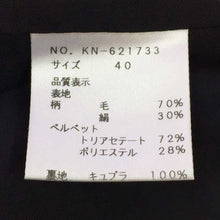 NO. KN-621733
サイズ 40
品質表示
表地
柄 毛 70%
絹 30%
ベルベット
トリアセテート 72%
ポリエステル 28%
裏地 キュプラ 100%